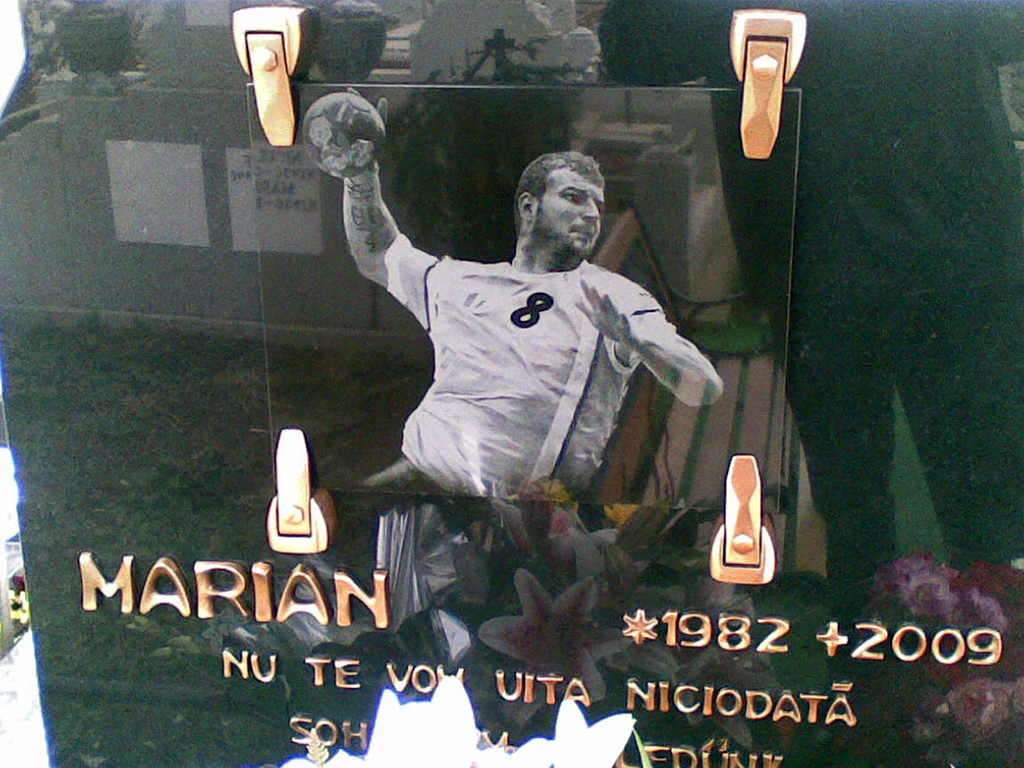 8
MARIAN
*1982 +2009
NU TE VOM UITA NICIODATĂ